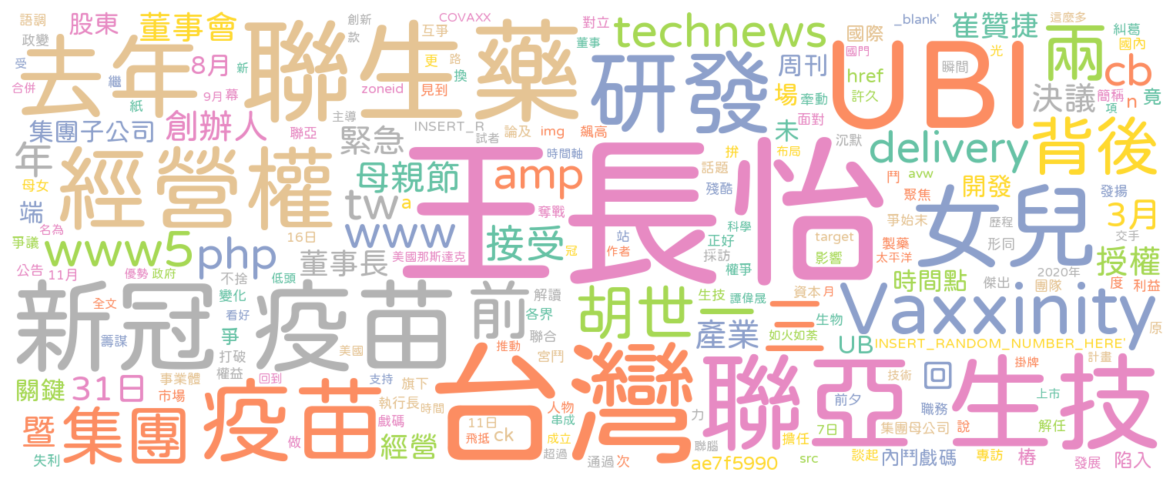 語調
股東
董事會
政變
去年
8月
新
受
合併
繼
紙
9月
幕
聯生藥
創新
款
互爭
COVAXX
對立
董事
technews
更
路
換
zoneid
見到
研發
周刊
場
牽動
未
面對
_blank'
國際
國門
href
許久
UBI
崔贊捷
瞬間
光
這麼多
糾葛
國內
兩
cb
決議
簡稱
n
項
竟
集團子公司
創辦人
主導
聯亞
緊急
INSERT_R
試者
論及
img
飆高
沉默
背後
年
母女
端
爭議
名為
經營權
母親節
tw
a
16日
www5
php
www
amp
時間軸
奪戰
王長怡
接受
美國那斯達克
冠
站
作者
拼
布局
話題
殘酷
科學
正好
採訪
權爭
delivery
avw
鬥
聚焦
爭始末
target
影響
製藥
太平洋
開發
女兒
歷程
形同
3月
發揚
交手
授權
公告
11月
優勢
政府
不捨
低頭
董事長
新冠
全文
籌謀
變化
看好
爭
打破
權益
疫苗
美國
前
解讀
各界
聯合
宮鬥
推動
胡世一
生技
譚偉晟
產業
資本
月
生物
如火如荼
二
時間點
傑出
2020年
團隊
度
利益
Vaxxinity
原
UB
INSERT_RANDOM_NUMBER_HERE'
關鍵
31日
事業體
市場
回到
支持
旗下
執行長
時間
戲碼
暨
集團
失利
做
疫苗
經營
台灣
11日
飛抵
ck
人物
串成
成立
超過
通過
次
力
聯腦
ae7f5990
聯亞
前夕
擔任
7日
src
回
技術
職務
集團母公司
說
談起
內鬥戲碼
專訪
生技
掛牌
計畫
上市
解任
樁
發展
陷入